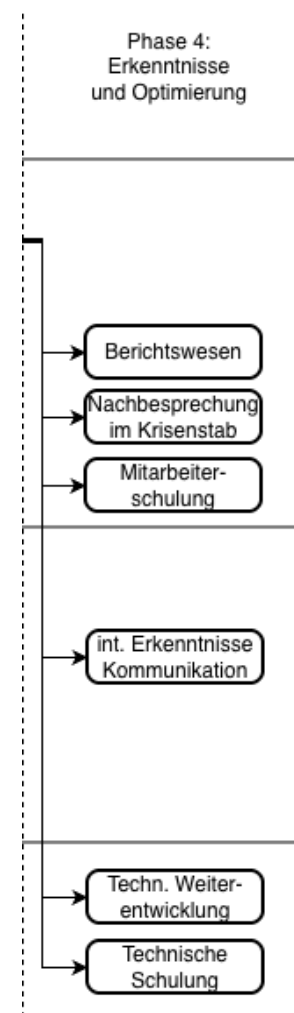 Phase 4:
Erkenntnisse
und Optimierung
Berichtswesen
Nachbesprechung
im Krisenstab
Mitarbeiter-
schulung
int. Erkenntnisse
Kommunikation
Techn. Weiter-
entwicklung
Technische
Schulung